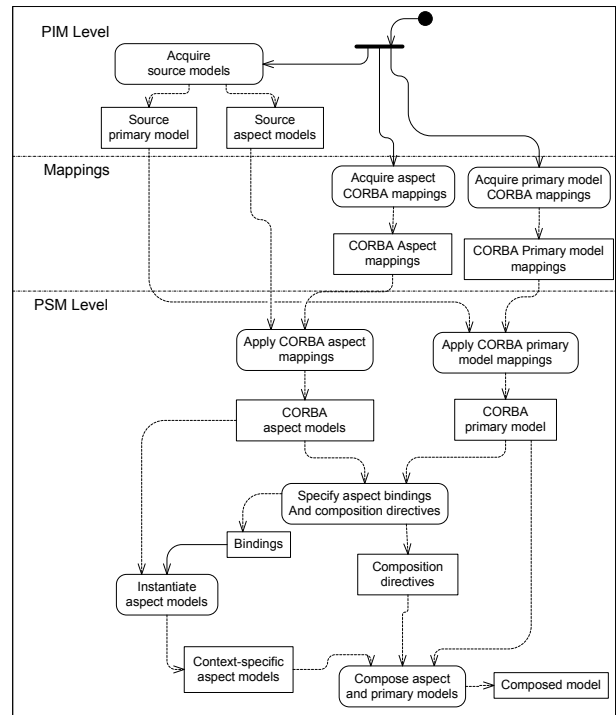 PIM Level
Acquire
source models
Source
primary model
Source
aspect models
Mappings
Acquire aspect
CORBA mappings
Acquire primary model
CORBA mappings
CORBA Aspect
mappings
CORBA Primary model
mappings
PSM Level
Apply CORBA aspect
mappings
Apply CORBA primary
model mappings
CORBA
aspect models
CORBA
primary model
Specify aspect bindings
And composition directives
Bindings
Composition
directives
Instantiate
aspect models
Context-specific
aspect models
Compose aspect
and primary models
Composed model